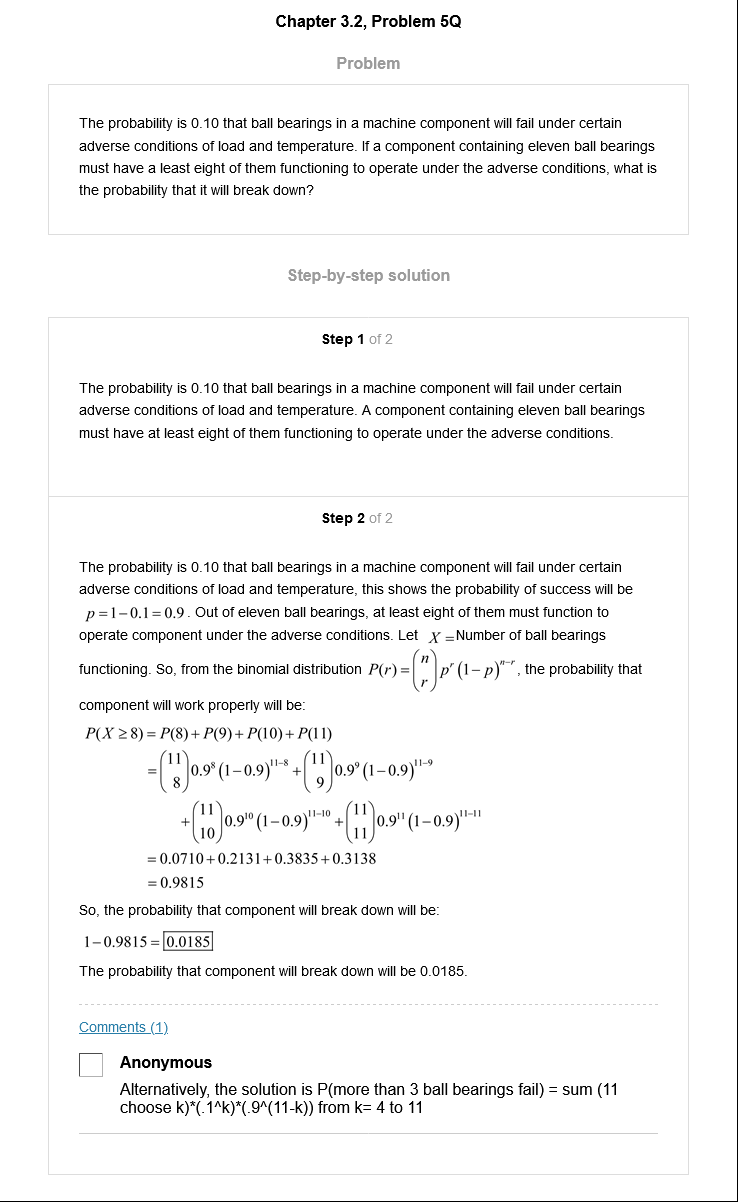 Chapter 3.2, Problem 5Q
Problem
The probability is 0.10 that ball bearings in a machine component will fail under certain
adverse conditions of load and temperature. If a component containing eleven ball bearings
must have a least eight of them functioning to operate under the adverse conditions, what is
the probability that it will break down?
Step-by-step solution
Step 1 of 2
The probability is 0.10 that ball bearings in a machine component will fail under certain
adverse conditions of load and temperature. A component containing eleven ball bearings
must have at least eight of them functioning to operate under the adverse conditions.
Step 2 of 2
The probability is 0.10 that ball bearings in a machine component will fail under certain
adverse conditions of load and temperature, this shows the probability of success will be
p = 1 − 0.1 = 0.9 . Out of eleven ball bearings, at least eight of them must function to
operate component under the adverse conditions. Let X = Number of ball bearings
functioning. So, from the binomial distribution P(r) = (n r) p^r (1 − p)^{n−r}, the probability that
component will work properly will be:
P(X ≥ 8) = P(8) + P(9) + P(10) + P(11)
= (11 8) 0.9^8 (1 − 0.9)^{11−8} + (11 9) 0.9^9 (1 − 0.9)^{11−9}
+ (11 10) 0.9^{10} (1 − 0.9)^{11−10} + (11 11) 0.9^{11} (1 − 0.9)^{11−11}
= 0.0710 + 0.2131 + 0.3835 + 0.3138
= 0.9815
So, the probability that component will break down will be:
1 − 0.9815 = 0.0185
The probability that component will break down will be 0.0185.
Comments (1)
Anonymous
Alternatively, the solution is P(more than 3 ball bearings fail) = sum (11
choose k)*(.1^k)*(.9^(11-k)) from k= 4 to 11